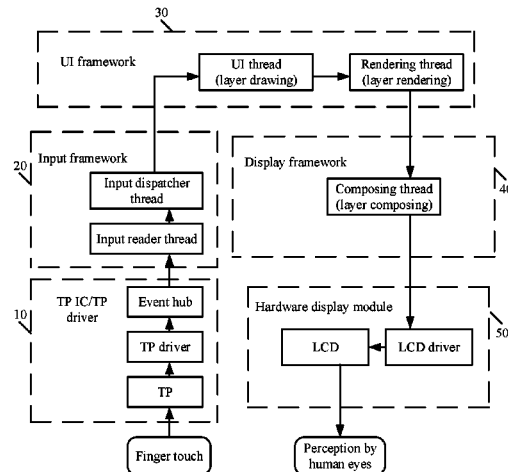 30
UI framework
UI thread
(layer drawing)
Rendering thread
(layer rendering)
20
Input framework
Input dispatcher
thread
Input reader thread
Display framework
40
Composing thread
(layer composing)
10
TP IC/TP
driver
Event hub
TP driver
TP
Hardware display module
50
LCD
LCD driver
Finger touch
Perception by
human eyes